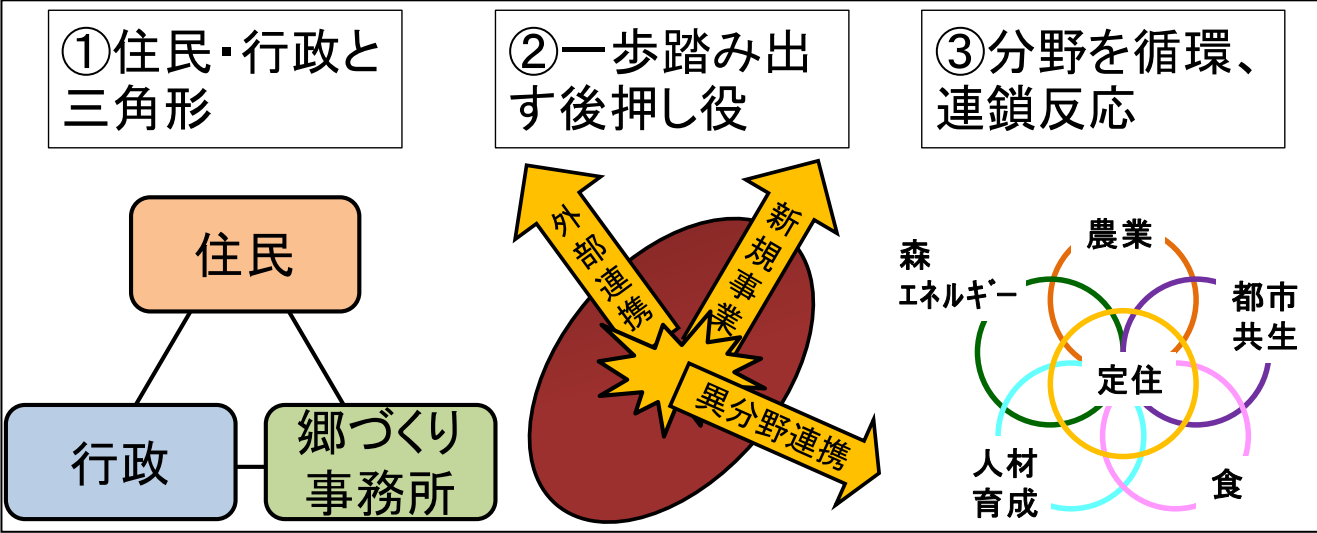 ①住民・行政と
三角形
②一歩踏み出
す後押し役
③分野を循環、
連鎖反応
住民
行政
郷づくり
事務所
外部連携
新規事業
異分野連携
農業
森
エネルギー
都市
共生
定住
人材
育成
食